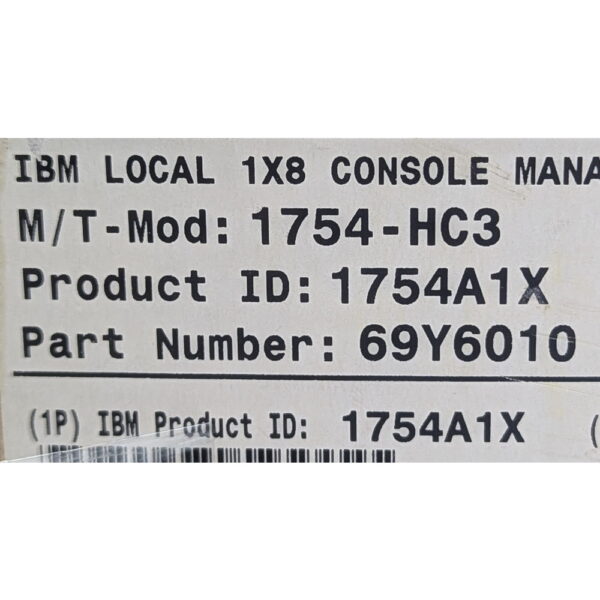 IBM LOCAL 1X8 CONSOLE MANA
M/T-Mod: 1754-HC3
Product ID: 1754A1X
Part Number: 69Y6010
(1P) IBM Product ID: 1754A1X (